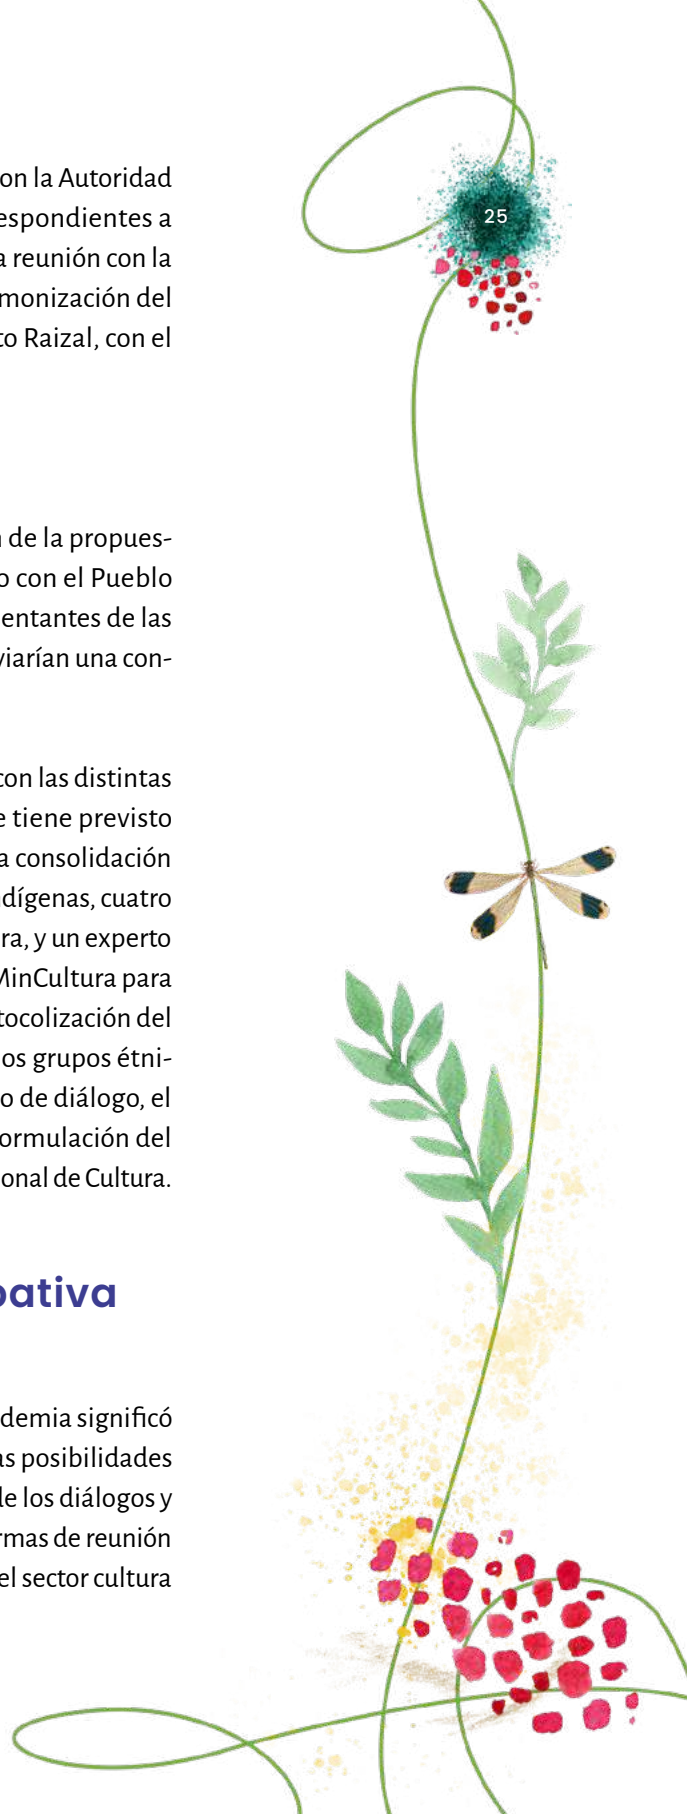 on la Autoridad
espondientes a
a reunión con la
monización del
to Raizal, con el
25
n de la propues-
o con el Pueblo
entantes de las
viarían una con-
con las distintas
e tiene previsto
a consolidación
dígenas, cuatro
ra, y un experto
MinCultura para
tocolización del
os grupos étni-
o de diálogo, el
ormulación del
onal de Cultura.
pativa
demia significó
as posibilidades
de los diálogos y
rmas de reunión
el sector cultura